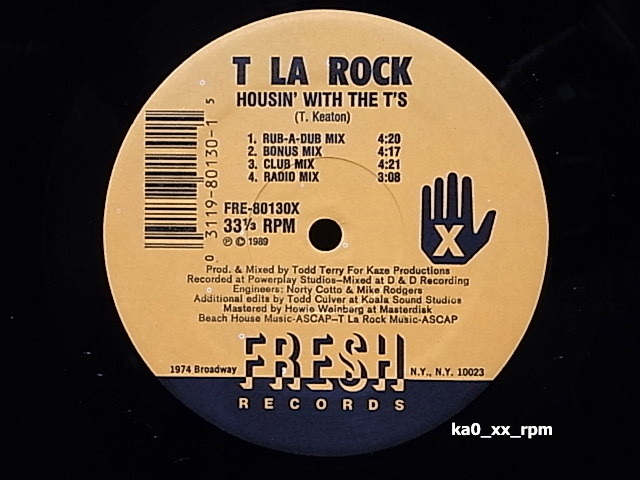 T LA ROCK
HOUSIN' WITH THE T'S
(T. Keaton)
1. RUB-A-DUB MIX 4:20
2. BONUS MIX 4:17
3. CLUB MIX 4:21
4. RADIO MIX 3:08
0 3119-80130-1 5
FRE-80130X
33⅓ RPM
℗ © 1989
X
Prod. & Mixed by Todd Terry For Kaze Productions
Recorded at Powerplay Studios–Mixed at D & D Recording
Engineers: Norty Cotto & Mike Rodgers
Additional edits by Todd Culver at Koala Sound Studios
Mastered by Howie Weinberg at Masterdisk
Beach House Music-ASCAP–T La Rock Music-ASCAP
1974 Broadway FRESH N.Y., N.Y. 10023
RECORDS
ka0_xx_rpm